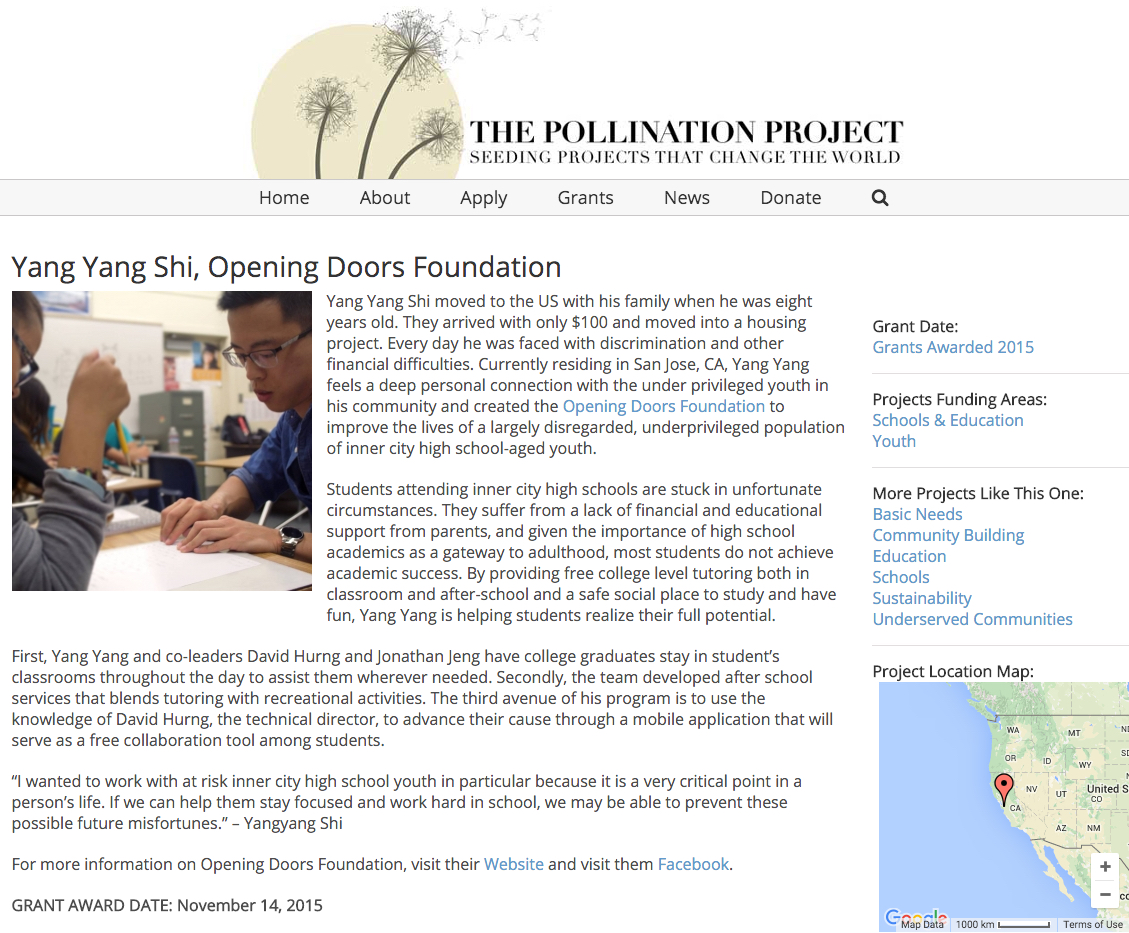 THE POLLINATION PROJECT
SEEDING PROJECTS THAT CHANGE THE WORLD
Home About Apply Grants News Donate
Yang Yang Shi, Opening Doors Foundation
Yang Yang Shi moved to the US with his family when he was eight
years old. They arrived with only $100 and moved into a housing
project. Every day he was faced with discrimination and other
financial difficulties. Currently residing in San Jose, CA, Yang Yang
feels a deep personal connection with the under privileged youth in
his community and created the Opening Doors Foundation to
improve the lives of a largely disregarded, underprivileged population
of inner city high school-aged youth.
Students attending inner city high schools are stuck in unfortunate
circumstances. They suffer from a lack of financial and educational
support from parents, and given the importance of high school
academics as a gateway to adulthood, most students do not achieve
academic success. By providing free college level tutoring both in
classroom and after-school and a safe social place to study and have
fun, Yang Yang is helping students realize their full potential.
First, Yang Yang and co-leaders David Hurng and Jonathan Jeng have college graduates stay in student’s
classrooms throughout the day to assist them wherever needed. Secondly, the team developed after school
services that blends tutoring with recreational activities. The third avenue of his program is to use the
knowledge of David Hurng, the technical director, to advance their cause through a mobile application that will
serve as a free collaboration tool among students.
“I wanted to work with at risk inner city high school youth in particular because it is a very critical point in a
person’s life. If we can help them stay focused and work hard in school, we may be able to prevent these
possible future misfortunes.” – Yangyang Shi
For more information on Opening Doors Foundation, visit their Website and visit them Facebook.
GRANT AWARD DATE: November 14, 2015
Grant Date:
Grants Awarded 2015
Projects Funding Areas:
Schools & Education
Youth
More Projects Like This One:
Basic Needs
Community Building
Education
Schools
Sustainability
Underserved Communities
Project Location Map:
WA
MT
ND
OR
ID
SD
WY
NV
UT
United S
CO
CA
AZ
NM
+
−
Google
Map Data 1000 km Terms of Use